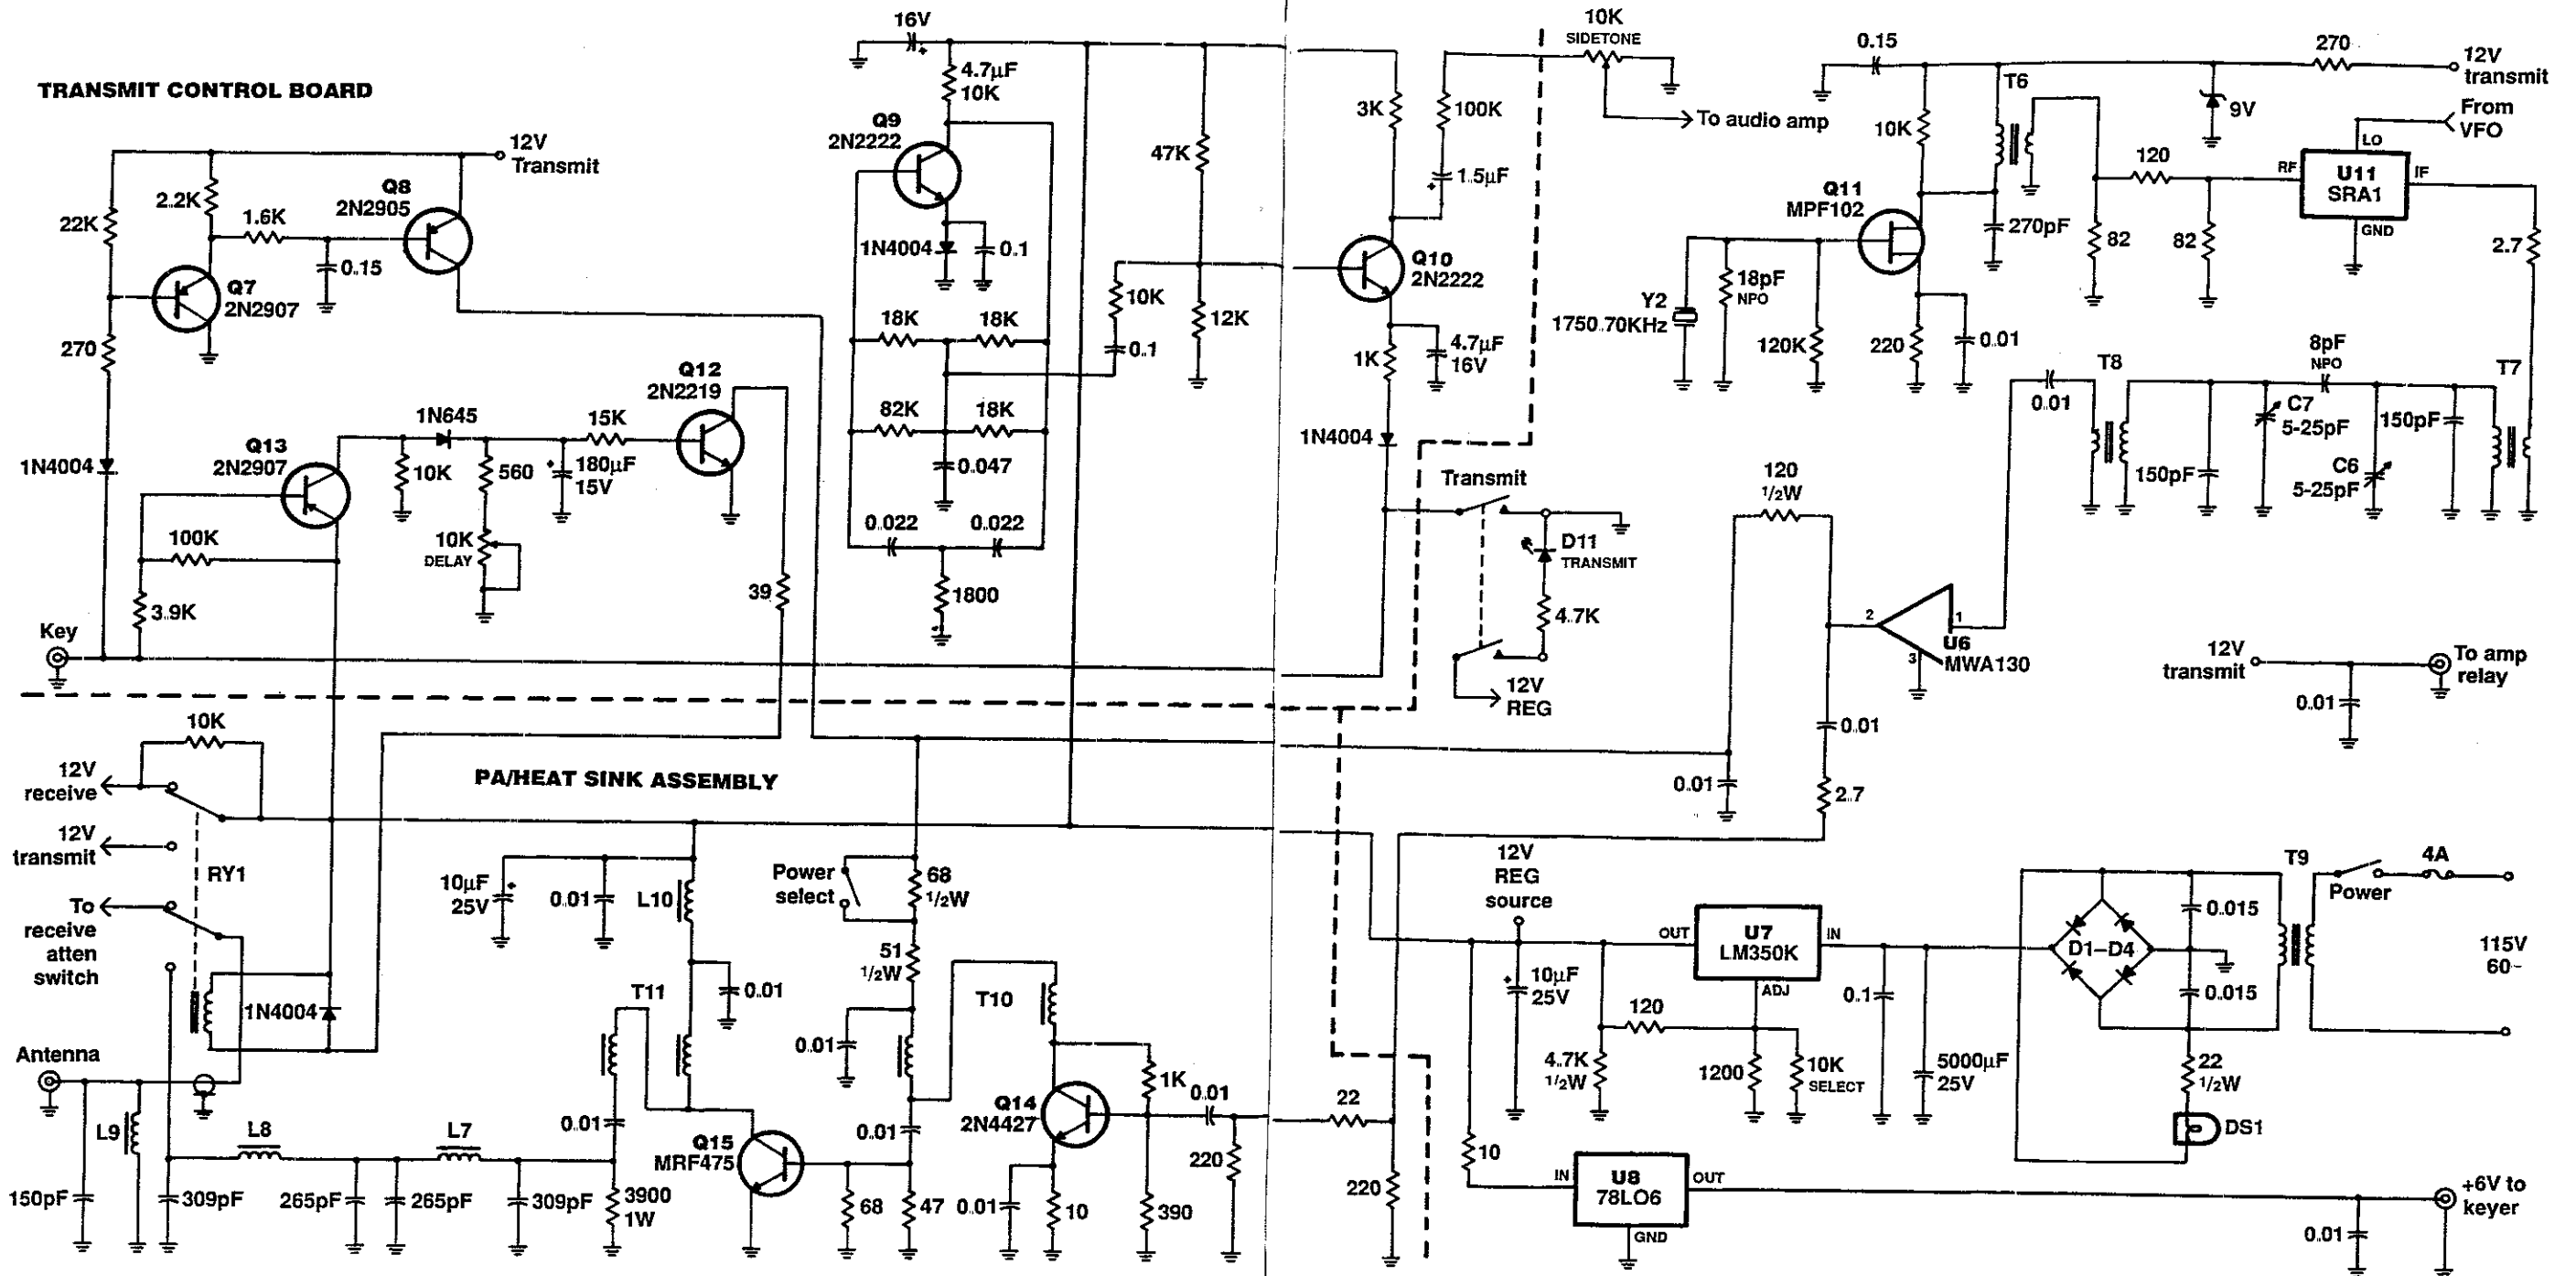 TRANSMIT CONTROL BOARD
16V
4.7µF
10K
Q9
2N2222
12V
Transmit
2.2K
Q8
2N2905
22K
1.6K
0.15
Q7
2N2907
270
1N4004
0.1
18K
18K
82K
18K
0.047
0.022
0.022
1800
47K
10K
0.1
12K
Q12
2N2219
1N645
15K
Q13
2N2907
1N4004
10K
560
180µF
15V
100K
10K
DELAY
3.9K
39
Key
10K
SIDETONE
3K
100K
To audio amp
1.5µF
Q10
2N2222
4.7µF
16V
1K
1N4004
Transmit
D11
TRANSMIT
4.7K
12V
REG
0.15
270
12V
transmit
T6
9V
From
VFO
10K
120
LO
RF
U11
SRA1
IF
GND
Q11
MPF102
270pF
82
82
2.7
Y2
1750.70KHz
18pF
NPO
120K
220
0.01
8pF
NPO
T8
T7
0.01
C7
5-25pF
150pF
150pF
C6
5-25pF
120
1/2W
2
1
U6
MWA130
3
12V
transmit
To amp
relay
0.01
0.01
0.01
2.7
10K
PA/HEAT SINK ASSEMBLY
12V
receive
12V
transmit
RY1
To
receive
atten
switch
1N4004
Antenna
10µF
25V
0.01
L10
Power
select
68
1/2W
51
1/2W
T11
0.01
T10
0.01
1K
0.01
Q14
2N4427
L9
L8
L7
0.01
Q15
MRF475
0.01
220
150pF
309pF
265pF
265pF
309pF
3900
1W
68
47
0.01
10
390
22
220
12V
REG
source
OUT
U7
LM350K
IN
ADJ
10µF
25V
120
4.7K
1/2W
1200
10K
SELECT
0.1
5000µF
25V
D1–D4
0.015
0.015
T9
Power
4A
115V
60~
22
1/2W
DS1
10
IN
U8
78LO6
OUT
GND
+6V to
keyer
0.01